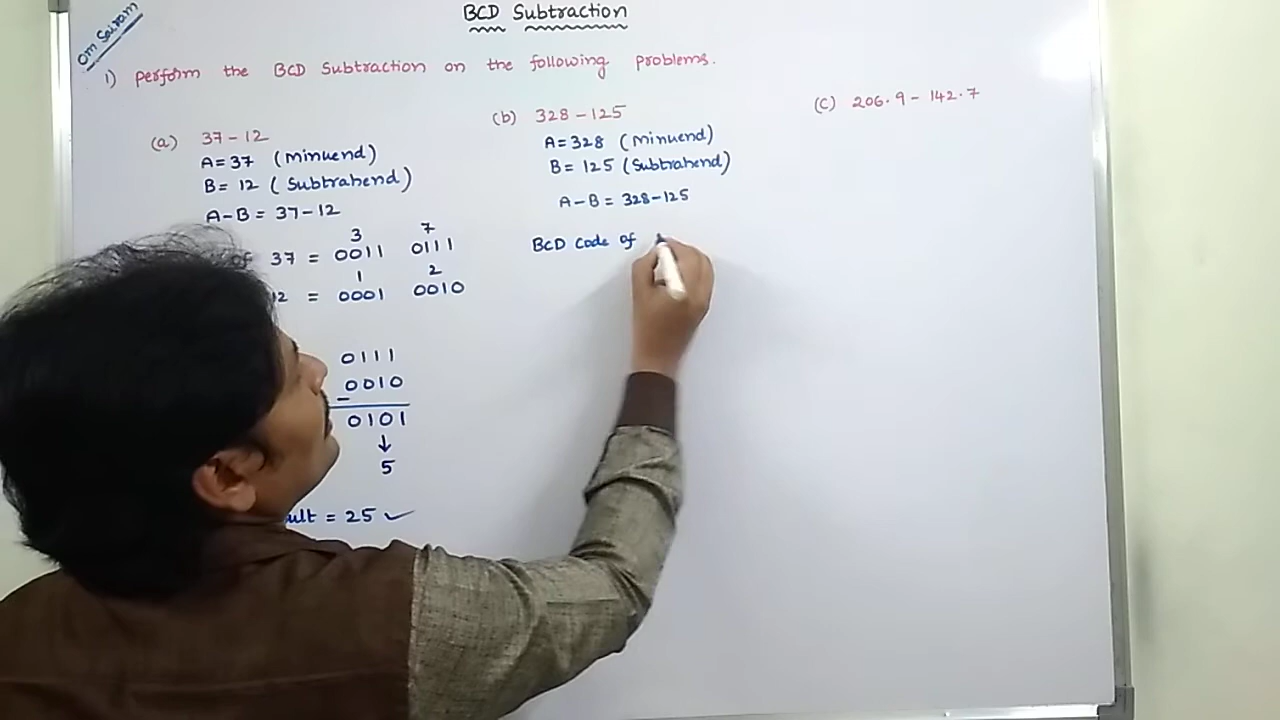 Om Sairam
BCD Subtraction
1) perform the BCD Subtraction on the following problems.
(a) 37-12
A=37 (Minuend)
B= 12 ( Subtrahend)
A-B = 37-12
3 7
of 37 = 0011 0111
1 2
12 = 0001 0010
0111
- 0010
0101
↓
5
ult = 25 ✓
(b) 328-125
A=328 (Minuend)
B= 125 (Subtrahend)
A-B = 328-125
BCD Code of
(C) 206.9 - 142.7